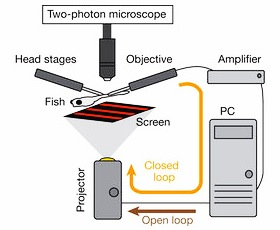 Two-photon microscope
Head stages
Objective
Amplifier
Fish
PC
Screen
Closed
loop
Projector
Open loop